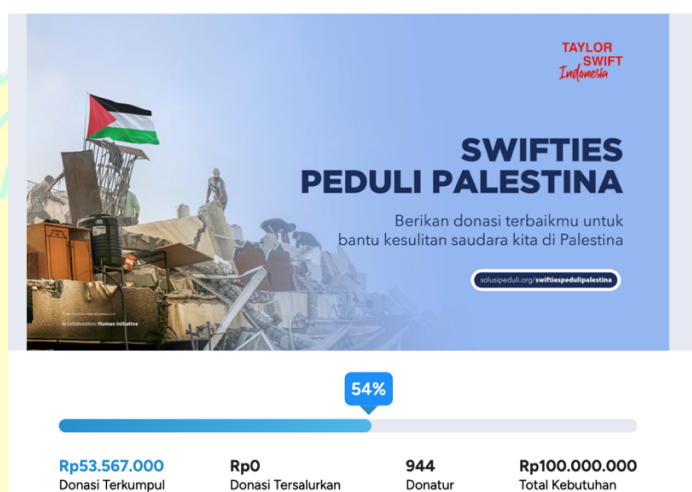 TAYLOR
SWIFT
Indonesia
SWIFTIES
PEDULI PALESTINA
Berikan donasi terbaikmu untuk
bantu kesulitan saudara kita di Palestina
solusipeduli.org/swiftiespedulipalestina
in collaboration Human Initiative
54%
Rp53.567.000
Rp0
944
Rp100.000.000
Donasi Terkumpul
Donasi Tersalurkan
Donatur
Total Kebutuhan